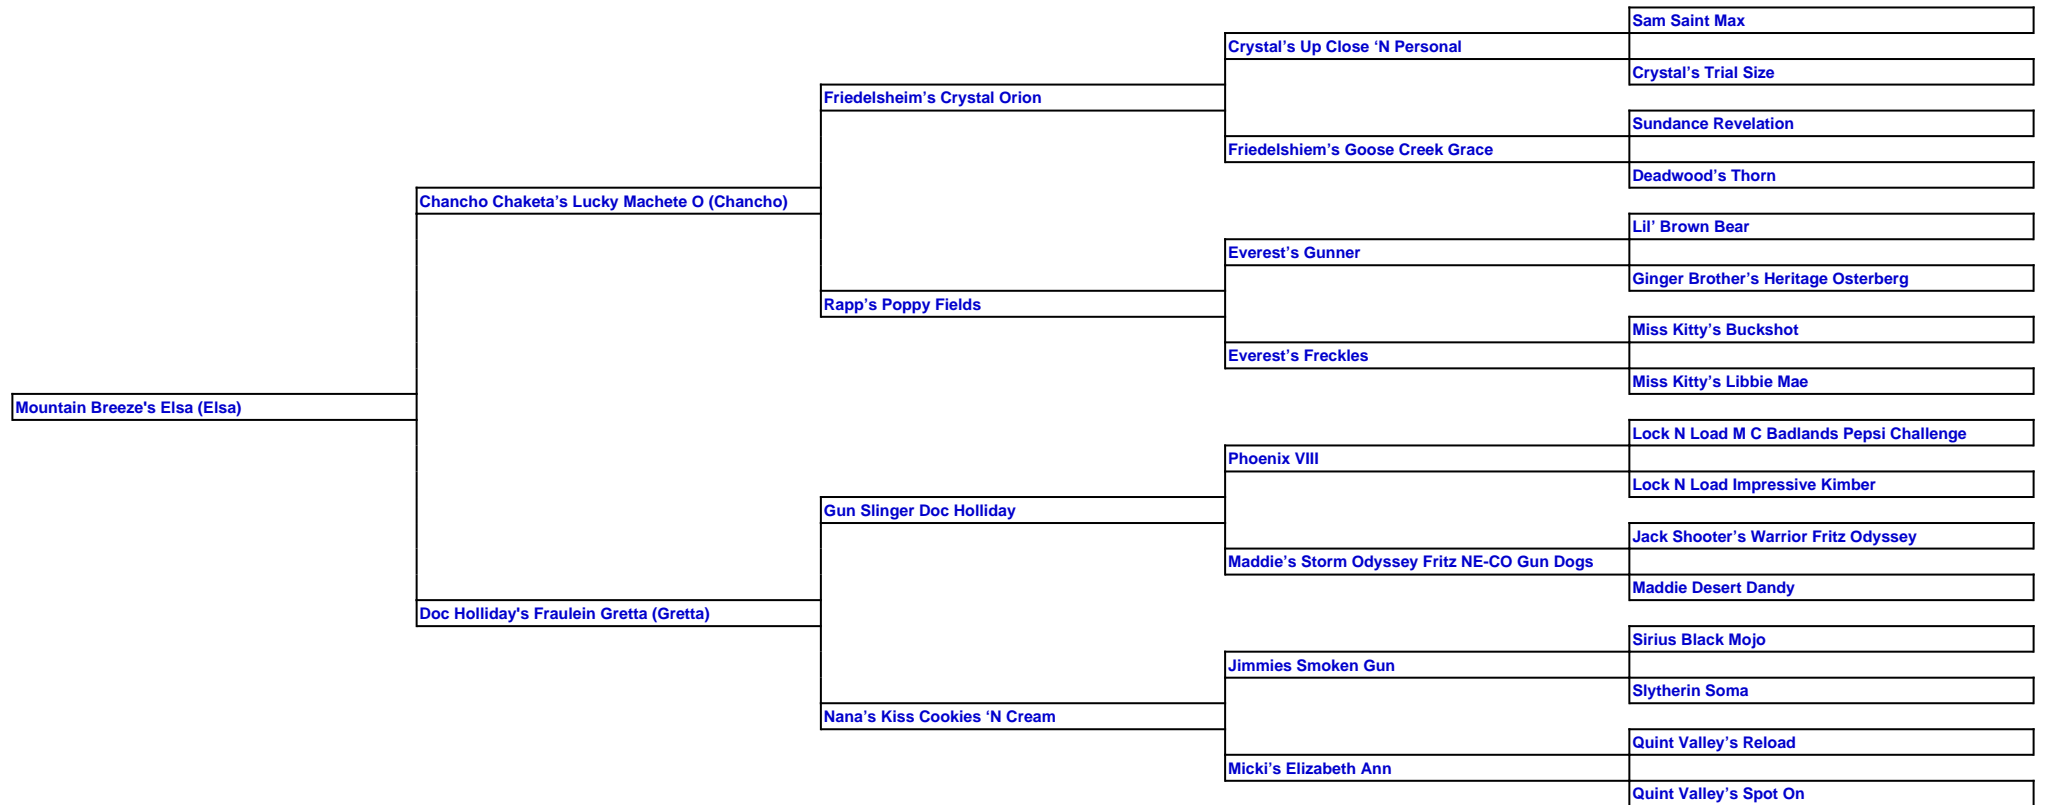 Sam Saint Max
Crystal’s Up Close ‘N Personal
Crystal’s Trial Size
Friedelsheim’s Crystal Orion
Sundance Revelation
Friedelshiem’s Goose Creek Grace
Deadwood’s Thorn
Chancho Chaketa’s Lucky Machete O (Chancho)
Lil’ Brown Bear
Everest’s Gunner
Ginger Brother’s Heritage Osterberg
Rapp’s Poppy Fields
Miss Kitty’s Buckshot
Everest’s Freckles
Miss Kitty’s Libbie Mae
Mountain Breeze's Elsa (Elsa)
Lock N Load M C Badlands Pepsi Challenge
Phoenix VIII
Lock N Load Impressive Kimber
Gun Slinger Doc Holliday
Jack Shooter’s Warrior Fritz Odyssey
Maddie’s Storm Odyssey Fritz NE-CO Gun Dogs
Maddie Desert Dandy
Doc Holliday's Fraulein Gretta (Gretta)
Sirius Black Mojo
Jimmies Smoken Gun
Slytherin Soma
Nana’s Kiss Cookies ‘N Cream
Quint Valley’s Reload
Micki’s Elizabeth Ann
Quint Valley’s Spot On